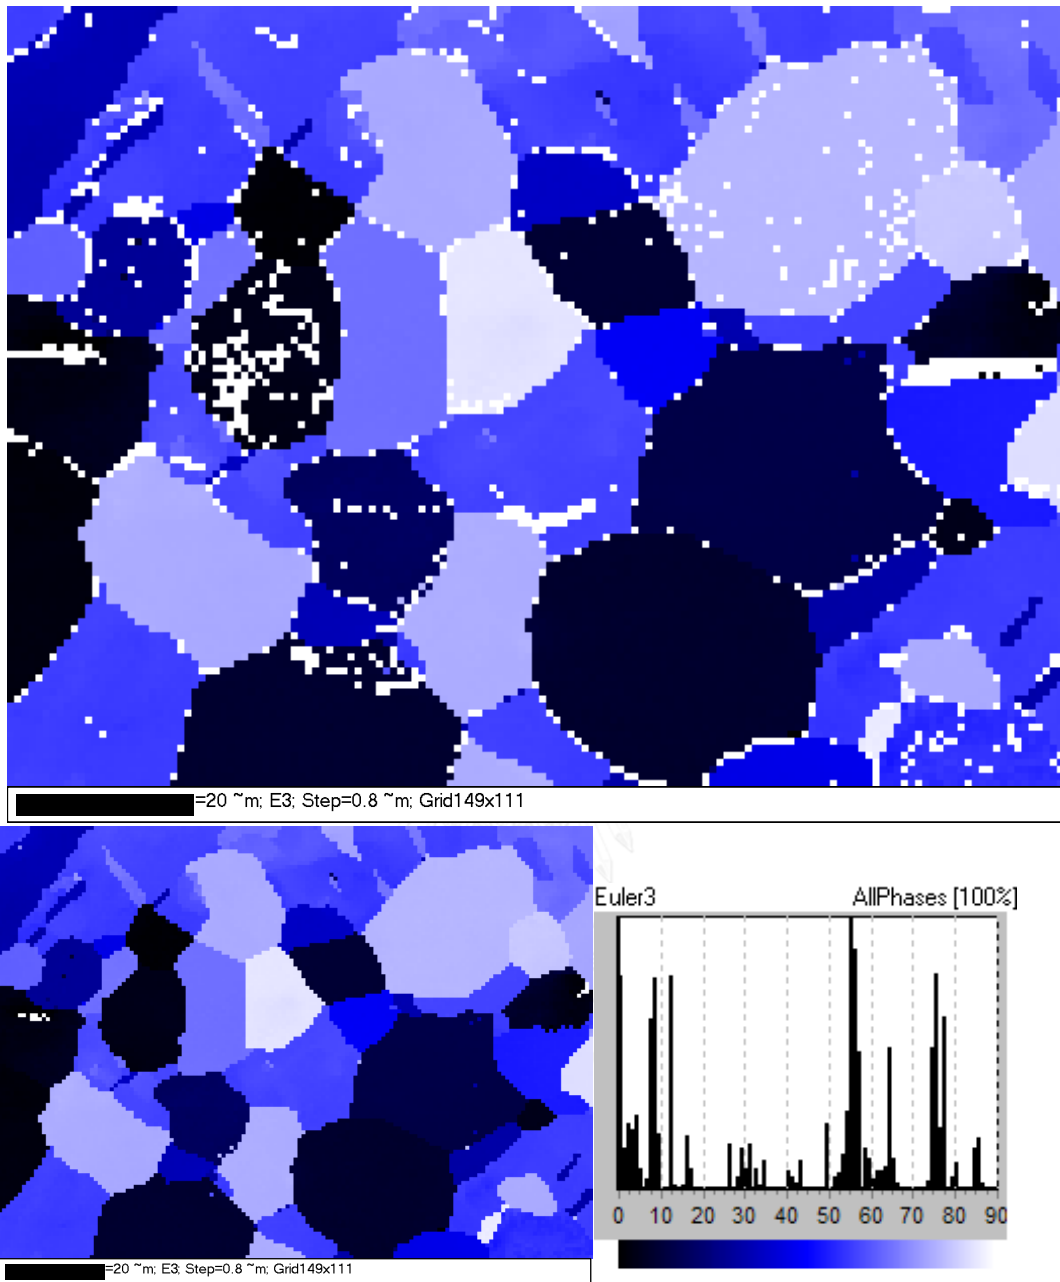 =20 ~m; E3; Step=0.8 ~m; Grid149x111
Euler3 AllPhases [100%]
0 10 20 30 40 50 60 70 80 90
=20 ~m; E3; Step=0.8 ~m; Grid149x111